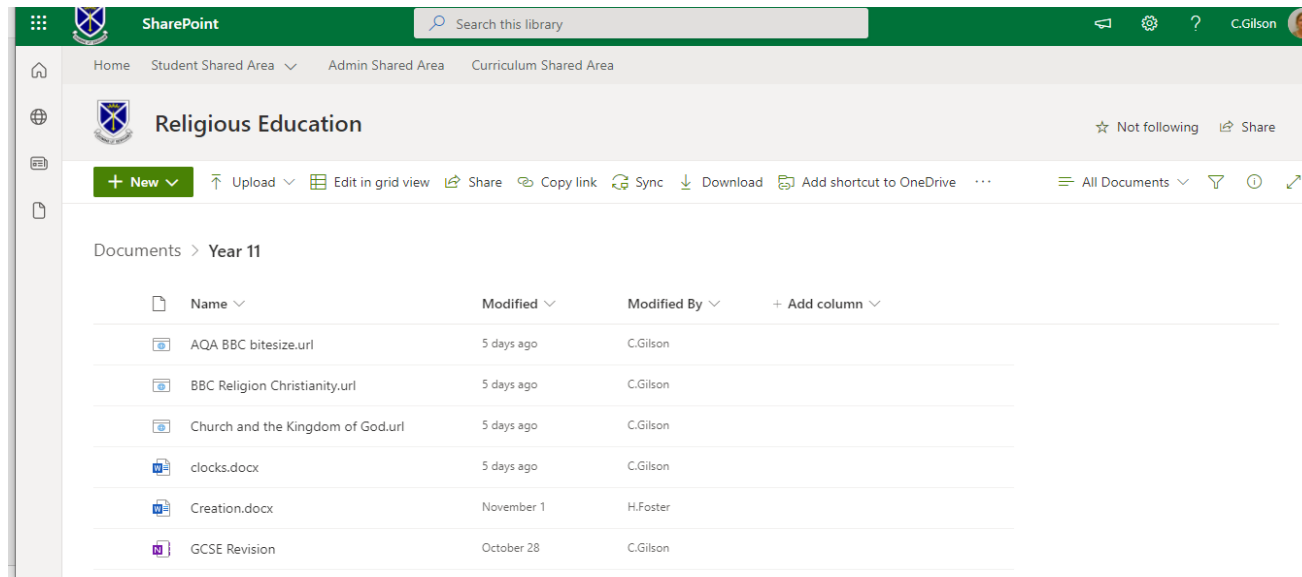 SharePoint Search this library ? C.Gilson
Home Student Shared Area Admin Shared Area Curriculum Shared Area
Religious Education
Not following Share
+ New Upload Edit in grid view Share Copy link Sync Download Add shortcut to OneDrive ··· All Documents
Documents > Year 11
Name Modified Modified By + Add column
AQA BBC bitesize.url 5 days ago C.Gilson
BBC Religion Christianity.url 5 days ago C.Gilson
Church and the Kingdom of God.url 5 days ago C.Gilson
clocks.docx 5 days ago C.Gilson
Creation.docx November 1 H.Foster
GCSE Revision October 28 C.Gilson